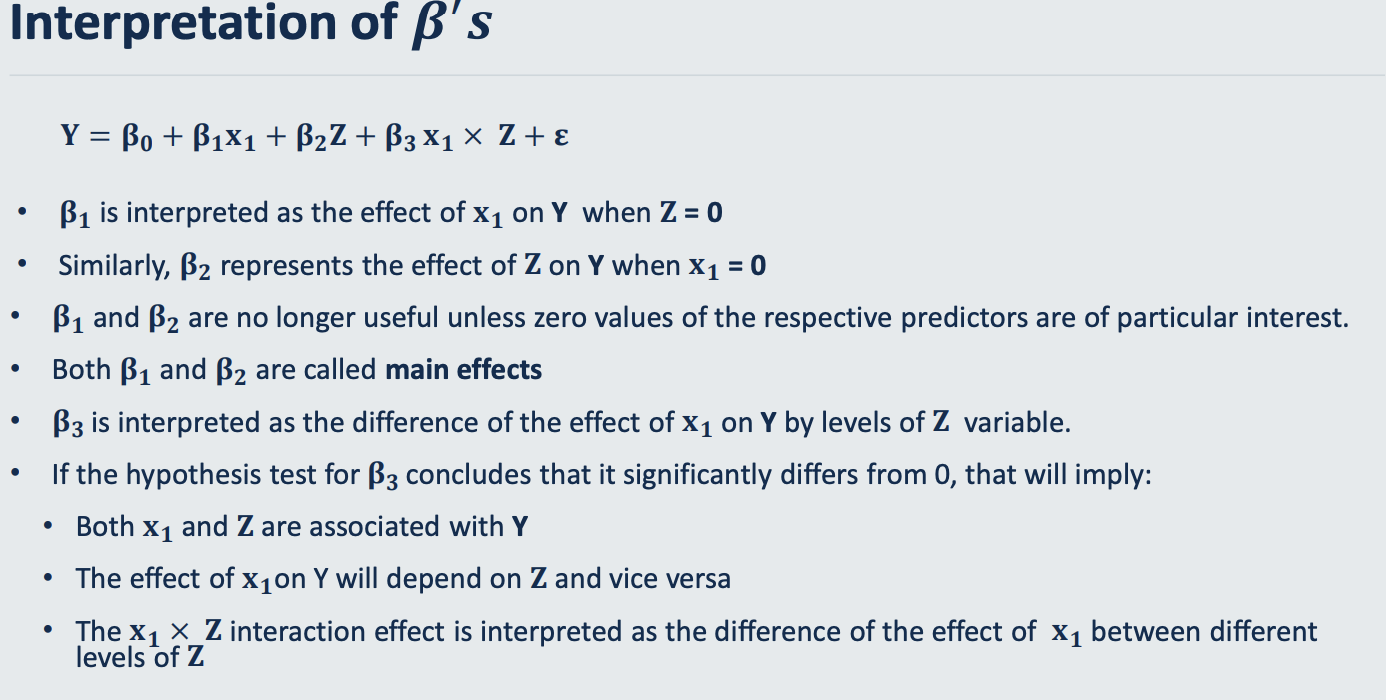 Interpretation of β's
Y = β₀ + β₁x₁ + β₂Z + β₃ x₁ × Z + ε
• β₁ is interpreted as the effect of x₁ on Y when Z = 0
• Similarly, β₂ represents the effect of Z on Y when x₁ = 0
• β₁ and β₂ are no longer useful unless zero values of the respective predictors are of particular interest.
• Both β₁ and β₂ are called main effects
• β₃ is interpreted as the difference of the effect of x₁ on Y by levels of Z variable.
• If the hypothesis test for β₃ concludes that it significantly differs from 0, that will imply:
• Both x₁ and Z are associated with Y
• The effect of x₁on Y will depend on Z and vice versa
• The x₁ × Z interaction effect is interpreted as the difference of the effect of x₁ between different
levels of Z